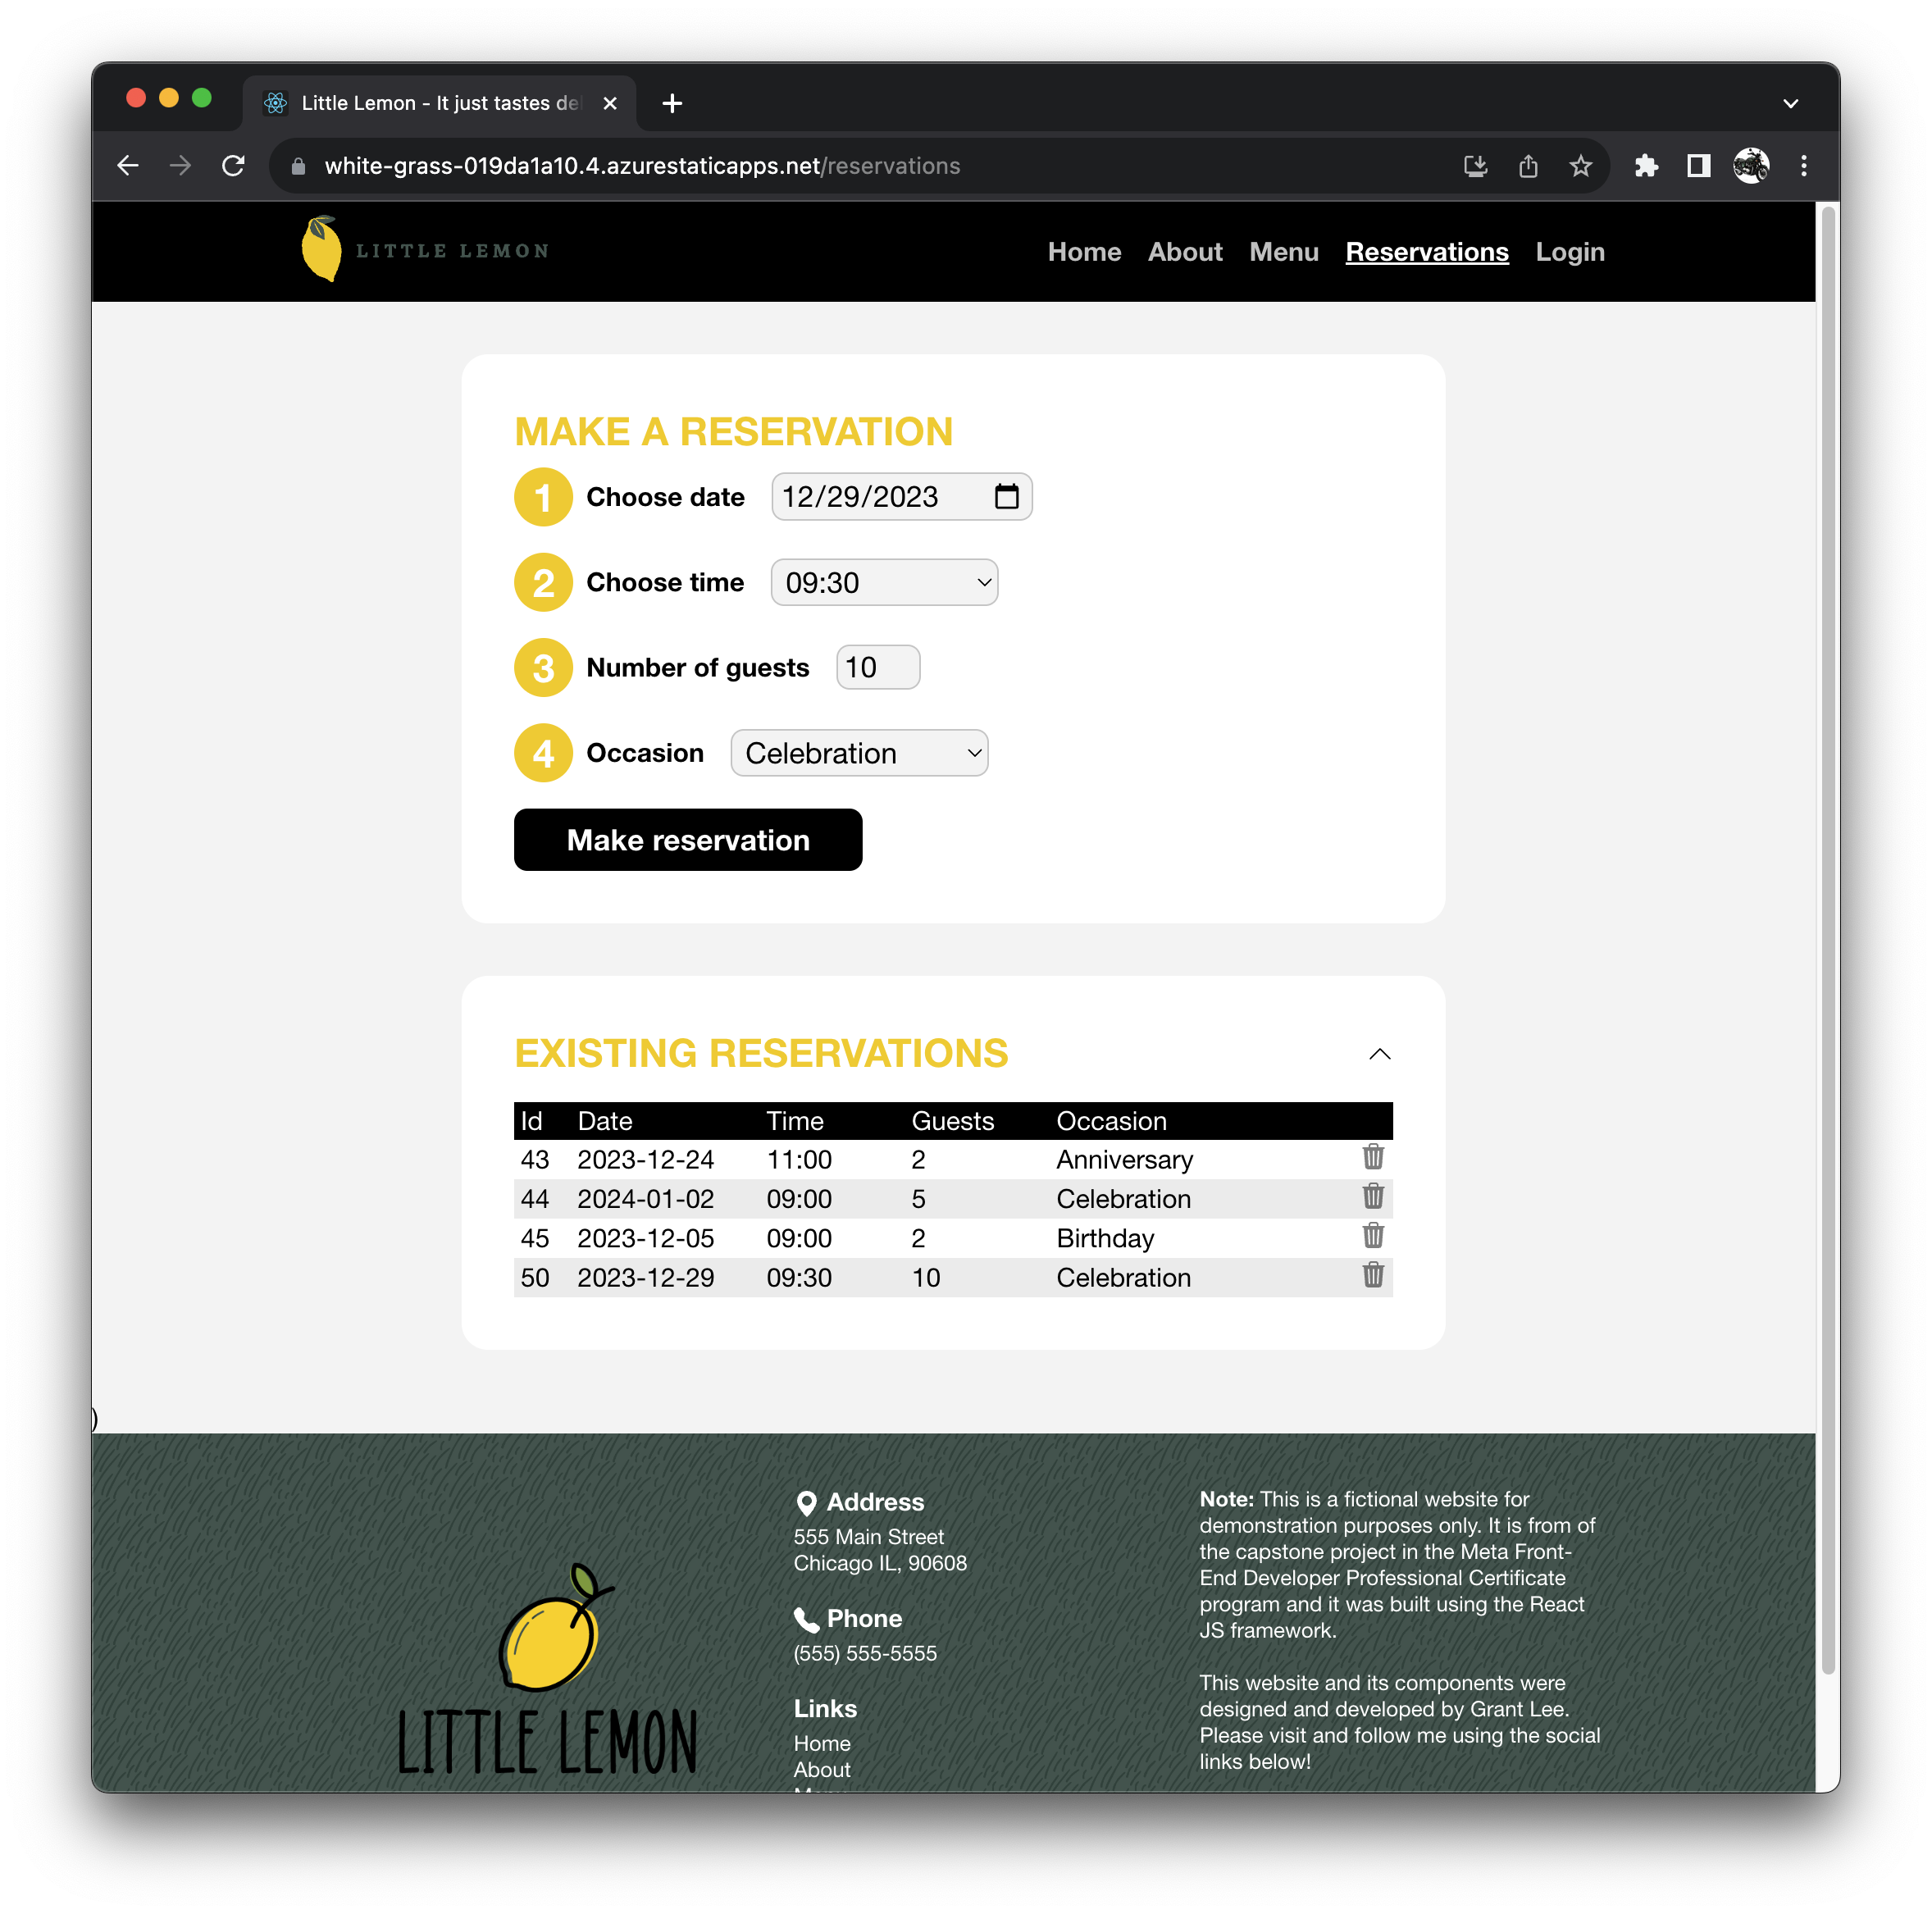 Little Lemon - It just tastes de
white-grass-019da1a10.4.azurestaticapps.net/reservations
LITTLE LEMON
Home About Menu Reservations Login
MAKE A RESERVATION
1 Choose date 12/29/2023
2 Choose time 09:30
3 Number of guests 10
4 Occasion Celebration
Make reservation
EXISTING RESERVATIONS
Id Date Time Guests Occasion
43 2023-12-24 11:00 2 Anniversary
44 2024-01-02 09:00 5 Celebration
45 2023-12-05 09:00 2 Birthday
50 2023-12-29 09:30 10 Celebration
)
LITTLE LEMON
Address
555 Main Street
Chicago IL, 90608
Phone
(555) 555-5555
Links
Home
About
Note: This is a fictional website for
demonstration purposes only. It is from of
the capstone project in the Meta Front-
End Developer Professional Certificate
program and it was built using the React
JS framework.
This website and its components were
designed and developed by Grant Lee.
Please visit and follow me using the social
links below!